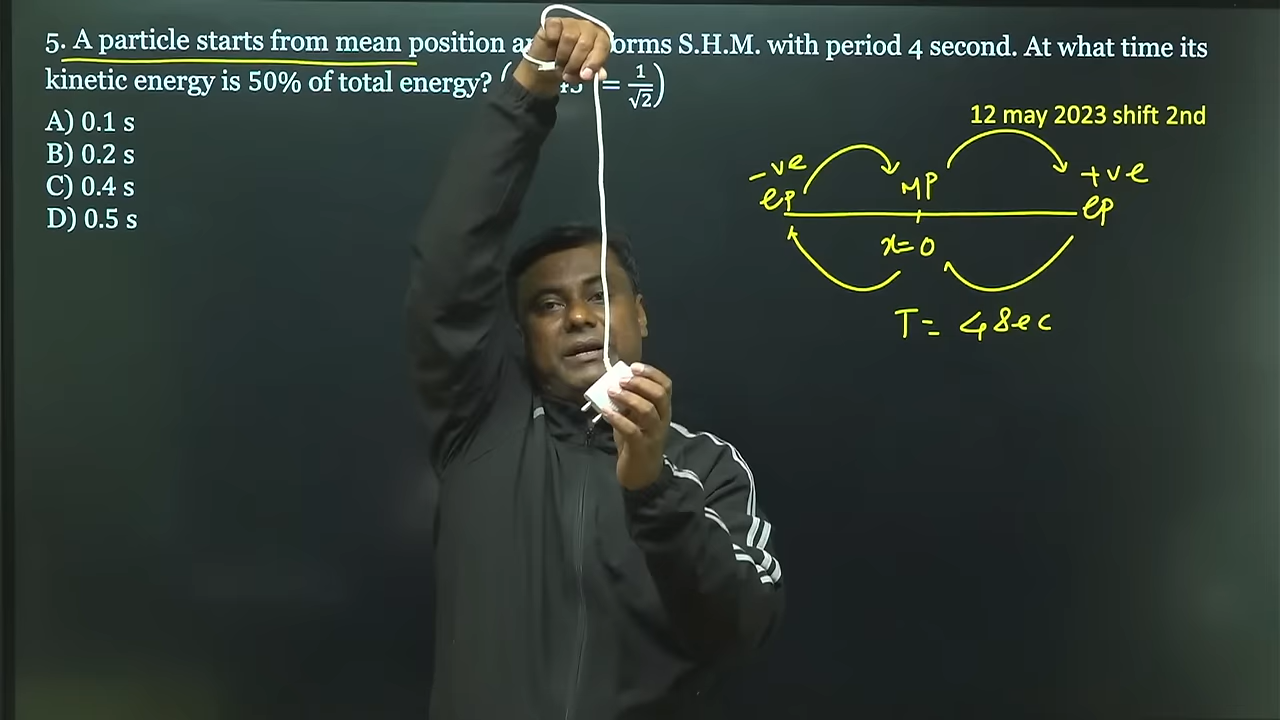 5. A particle starts from mean position orms S.H.M. with period 4 second. At what time its
kinetic energy is 50% of total energy? ( = 1/√2)
A) 0.1 s
B) 0.2 s
C) 0.4 s
D) 0.5 s
12 may 2023 shift 2nd
-ve
ep
MP
+ve
ep
x=0
T= 4 Sec